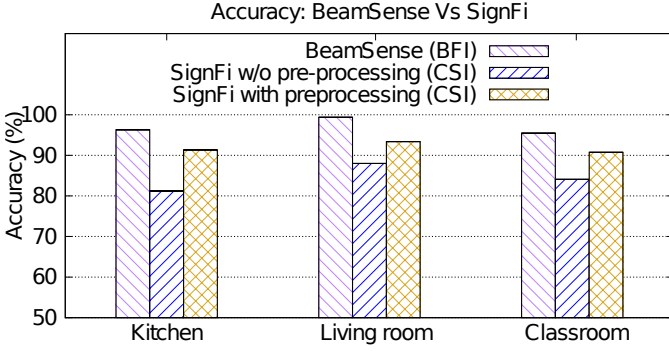 Accuracy: BeamSense Vs SignFi
BeamSense (BFI)
SignFi w/o pre-processing (CSI)
SignFi with preprocessing (CSI)
Accuracy (%)
100
90
80
70
60
50
Kitchen
Living room
Classroom